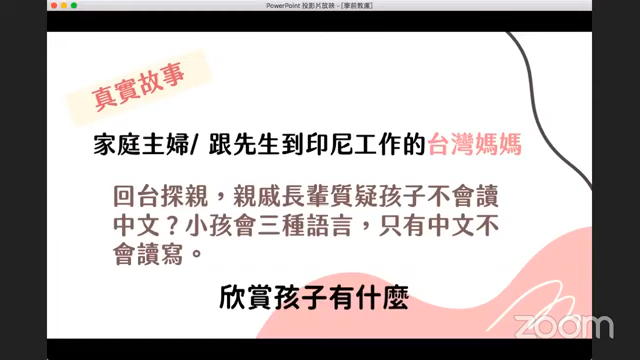 PowerPoint 投影片放映 - [學前教廬]
真實故事
家庭主婦/ 跟先生到印尼工作的台灣媽媽
回台探親，親戚長輩質疑孩子不會讀
中文？小孩會三種語言，只有中文不
會讀寫。
欣賞孩子有什麼
zoom